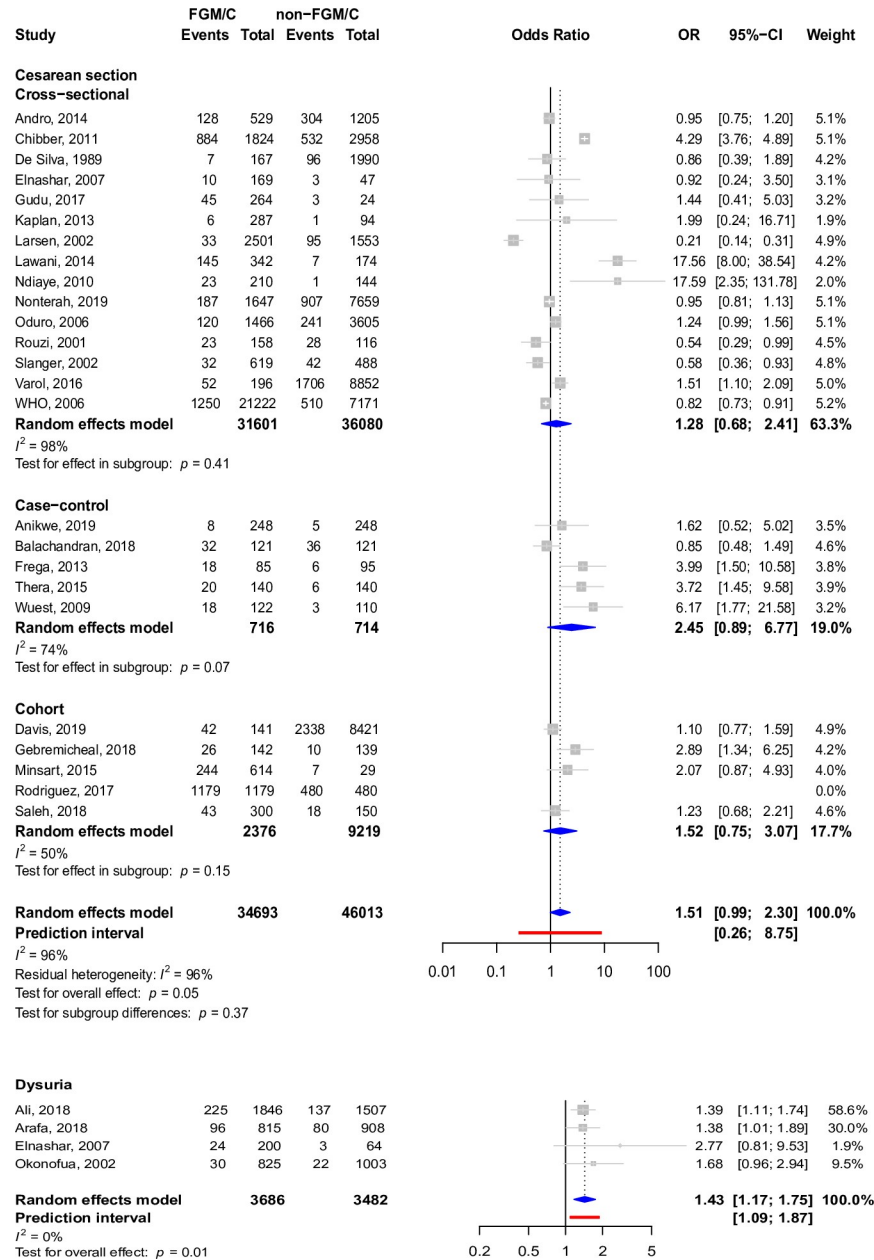 FGM/C non−FGM/C
Study Events Total Events Total Odds Ratio OR 95%−CI Weight
Cesarean section
Cross−sectional
Andro, 2014 128 529 304 1205 0.95 [0.75; 1.20] 5.1%
Chibber, 2011 884 1824 532 2958 4.29 [3.76; 4.89] 5.1%
De Silva, 1989 7 167 96 1990 0.86 [0.39; 1.89] 4.2%
Elnashar, 2007 10 169 3 47 0.92 [0.24; 3.50] 3.1%
Gudu, 2017 45 264 3 24 1.44 [0.41; 5.03] 3.2%
Kaplan, 2013 6 287 1 94 1.99 [0.24; 16.71] 1.9%
Larsen, 2002 33 2501 95 1553 0.21 [0.14; 0.31] 4.9%
Lawani, 2014 145 342 7 174 17.56 [8.00; 38.54] 4.2%
Ndiaye, 2010 23 210 1 144 17.59 [2.35; 131.78] 2.0%
Nonterah, 2019 187 1647 907 7659 0.95 [0.81; 1.13] 5.1%
Oduro, 2006 120 1466 241 3605 1.24 [0.99; 1.56] 5.1%
Rouzi, 2001 23 158 28 116 0.54 [0.29; 0.99] 4.5%
Slanger, 2002 32 619 42 488 0.58 [0.36; 0.93] 4.8%
Varol, 2016 52 196 1706 8852 1.51 [1.10; 2.09] 5.0%
WHO, 2006 1250 21222 510 7171 0.82 [0.73; 0.91] 5.2%
Random effects model 31601 36080 1.28 [0.68; 2.41] 63.3%
I² = 98%
Test for effect in subgroup: p = 0.41
Case−control
Anikwe, 2019 8 248 5 248 1.62 [0.52; 5.02] 3.5%
Balachandran, 2018 32 121 36 121 0.85 [0.48; 1.49] 4.6%
Frega, 2013 18 85 6 95 3.99 [1.50; 10.58] 3.8%
Thera, 2015 20 140 6 140 3.72 [1.45; 9.58] 3.9%
Wuest, 2009 18 122 3 110 6.17 [1.77; 21.58] 3.2%
Random effects model 716 714 2.45 [0.89; 6.77] 19.0%
I² = 74%
Test for effect in subgroup: p = 0.07
Cohort
Davis, 2019 42 141 2338 8421 1.10 [0.77; 1.59] 4.9%
Gebremicheal, 2018 26 142 10 139 2.89 [1.34; 6.25] 4.2%
Minsart, 2015 244 614 7 29 2.07 [0.87; 4.93] 4.0%
Rodriguez, 2017 1179 1179 480 480 0.0%
Saleh, 2018 43 300 18 150 1.23 [0.68; 2.21] 4.6%
Random effects model 2376 9219 1.52 [0.75; 3.07] 17.7%
I² = 50%
Test for effect in subgroup: p = 0.15
Random effects model 34693 46013 1.51 [0.99; 2.30] 100.0%
Prediction interval [0.26; 8.75]
I² = 96%
Residual heterogeneity: I² = 96%
0.01 0.1 1 10 100
Test for overall effect: p = 0.05
Test for subgroup differences: p = 0.37
Dysuria
Ali, 2018 225 1846 137 1507 1.39 [1.11; 1.74] 58.6%
Arafa, 2018 96 815 80 908 1.38 [1.01; 1.89] 30.0%
Elnashar, 2007 24 200 3 64 2.77 [0.81; 9.53] 1.9%
Okonofua, 2002 30 825 22 1003 1.68 [0.96; 2.94] 9.5%
Random effects model 3686 3482 1.43 [1.17; 1.75] 100.0%
Prediction interval [1.09; 1.87]
I² = 0%
Test for overall effect: p = 0.01
0.2 0.5 1 2 5